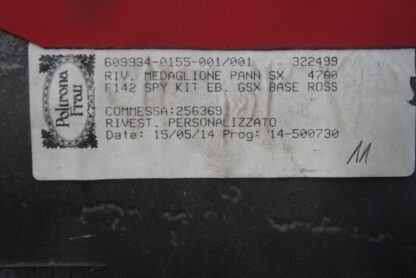 Poltrona
Frau
609934-0155-001/001 322499
RIV. MEDAGLIONE PANN SX 47A0
F142 SPY KIT EB. GSX BASE ROSS
COMMESSA:256369
RIVEST. PERSONALIZZATO
Date: 15/05/14 Prog: 14-500730
11